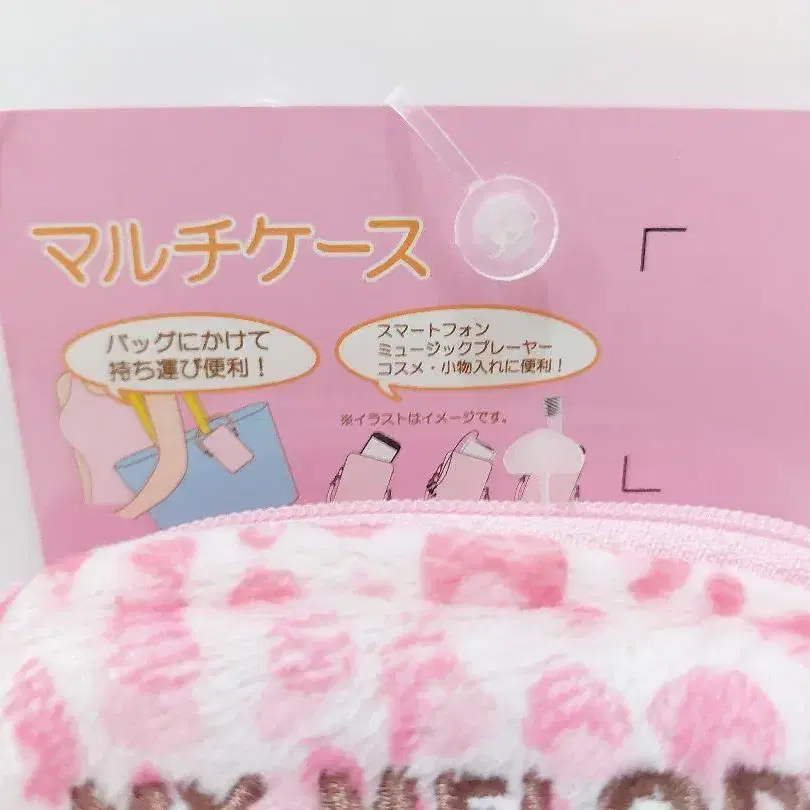 マルチケース
バッグにかけて
持ち運び便利！
スマートフォン
ミュージックプレーヤー
コスメ・小物入れに便利！
※イラストはイメージです。
MY MELOD